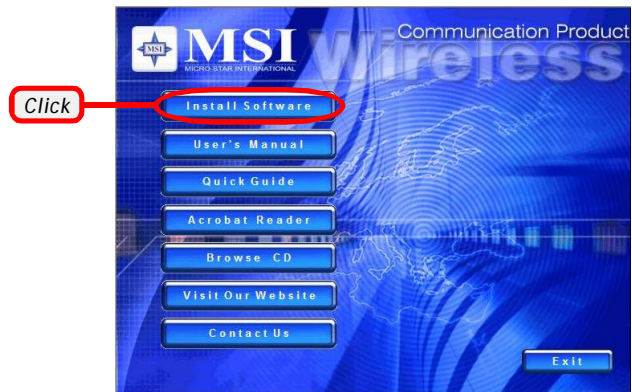 Communication Product
Wireless
MSI
MSI
MICRO-STAR INTERNATIONAL
Click
Install Software
User's Manual
Quick Guide
Acrobat Reader
Browse CD
Visit Our Website
Contact Us
Exit